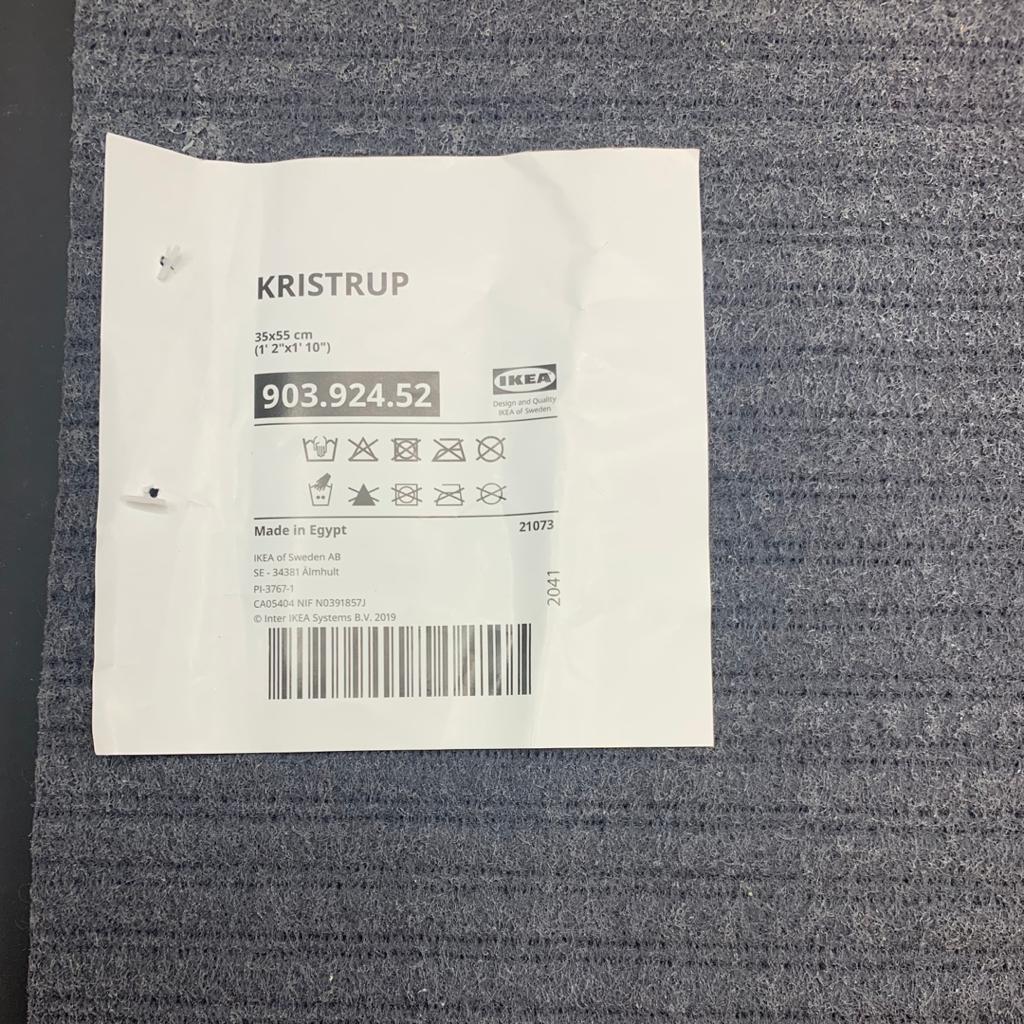 KRISTRUP
35x55 cm
(1' 2"x1' 10")
903.924.52
IKEA
Design and Quality
IKEA of Sweden
Made in Egypt
21073
IKEA of Sweden AB
SE - 34381 Älmhult
PI-3767-1
CA05404 NIF N0391857J
© Inter IKEA Systems B.V. 2019
2041